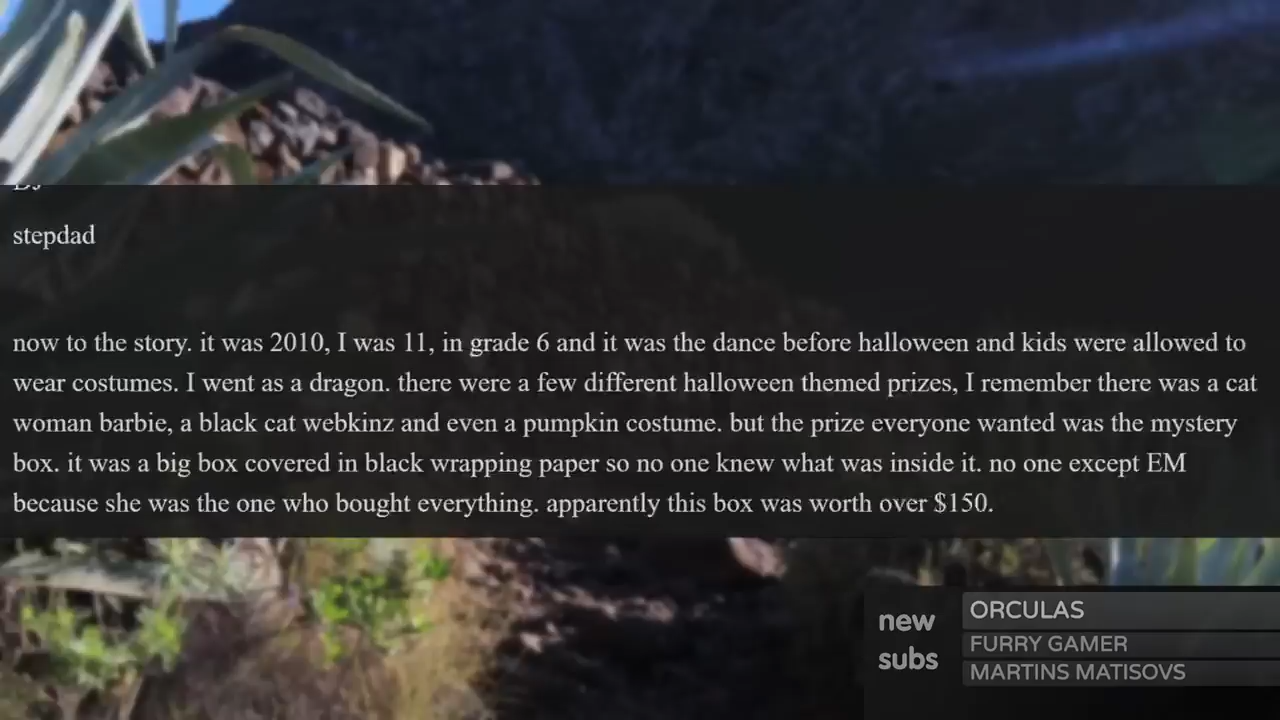 stepdad
now to the story. it was 2010, I was 11, in grade 6 and it was the dance before halloween and kids were allowed to
wear costumes. I went as a dragon. there were a few different halloween themed prizes, I remember there was a cat
woman barbie, a black cat webkinz and even a pumpkin costume. but the prize everyone wanted was the mystery
box. it was a big box covered in black wrapping paper so no one knew what was inside it. no one except EM
because she was the one who bought everything. apparently this box was worth over $150.
new
subs
ORCULAS
FURRY GAMER
MARTINS MATISOVS